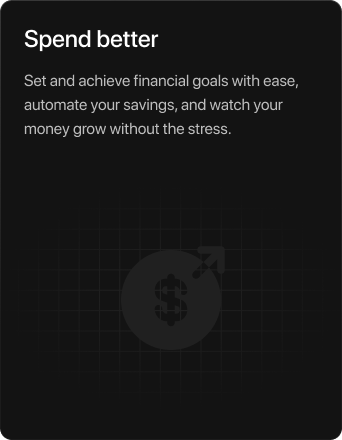 Spend better
Set and achieve financial goals with ease,
automate your savings, and watch your
money grow without the stress.
$